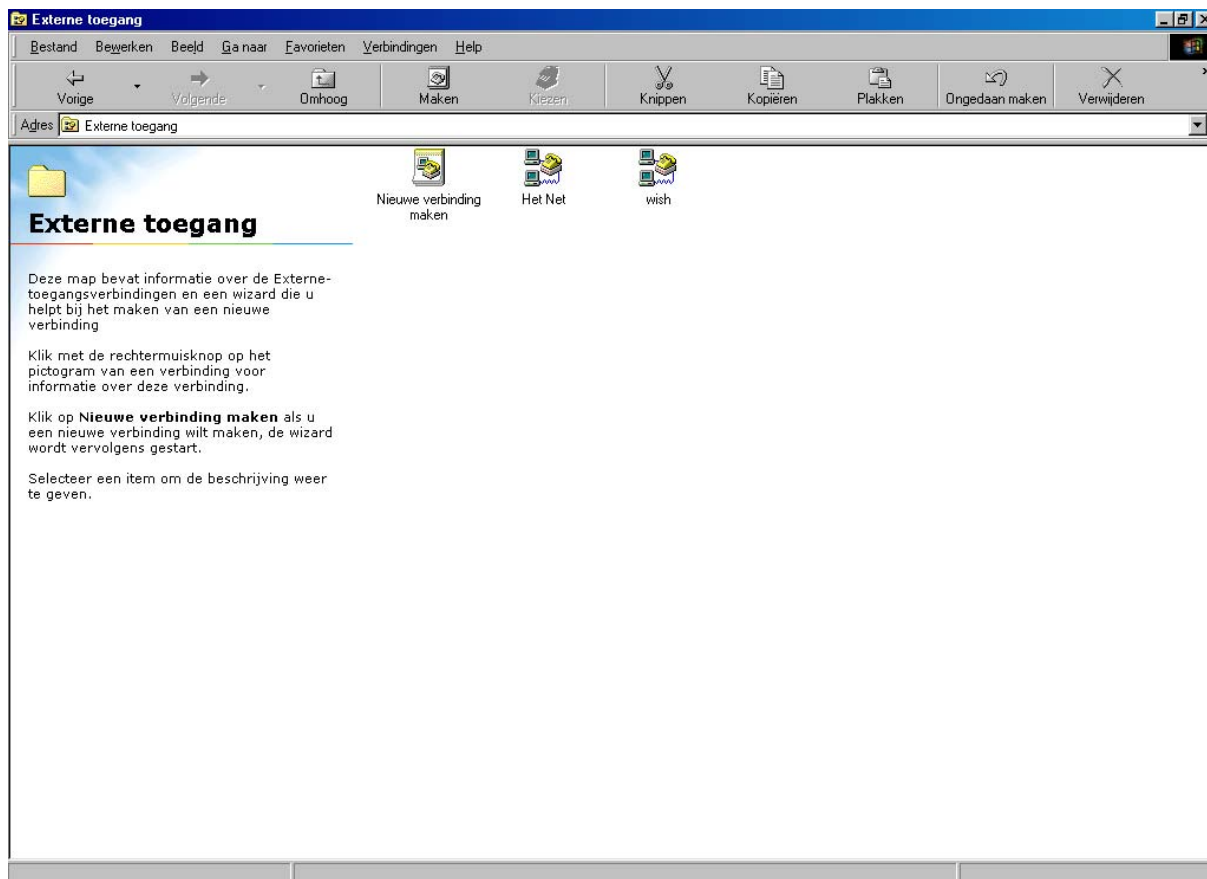 Externe toegang
Bestand Bewerken Beeld Ga naar Favorieten Verbindingen Help
Vorige Volgende Omhoog Maken Kiezen Knippen Kopiëren Plakken Ongedaan maken Verwijderen
Adres Externe toegang
Externe toegang
Deze map bevat informatie over de Externe-
toegangsverbindingen en een wizard die u
helpt bij het maken van een nieuwe
verbinding
Klik met de rechtermuisknop op het
pictogram van een verbinding voor
informatie over deze verbinding.
Klik op Nieuwe verbinding maken als u
een nieuwe verbinding wilt maken, de wizard
wordt vervolgens gestart.
Selecteer een item om de beschrijving weer
te geven.
Nieuwe verbinding
maken
Het Net
wish